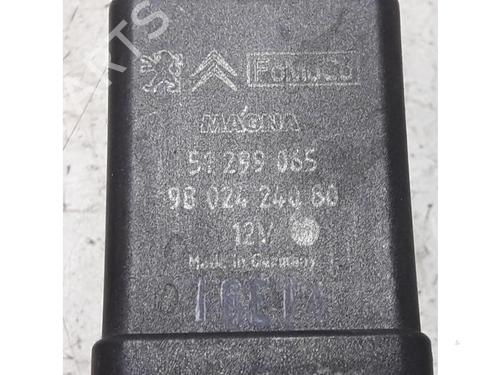 FoMoCo
MAGNA
51 299 065
98 024 240 80
12V
Made in Germany